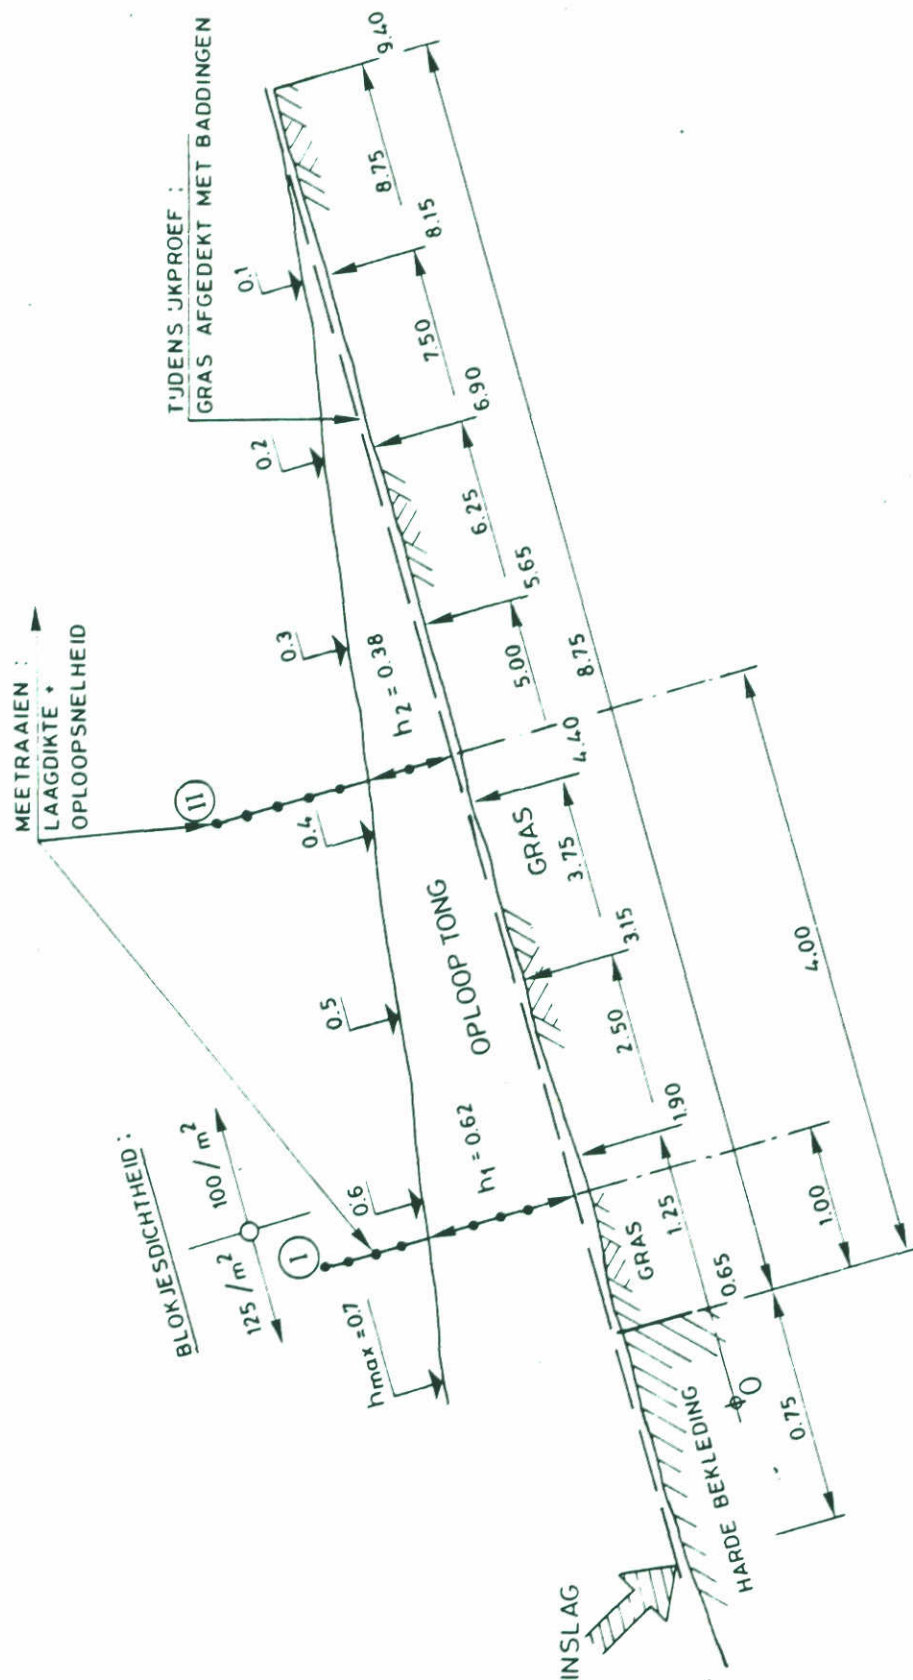 MEETRAAIEN :
LAAGDIKTE +
OPLOOPSNELHEID
TIJDENS IJKPROEF :
GRAS AFGEDEKT MET BADDINGEN
BLOKJESDICHTHEID :
125 / m²
100 / m²
I
II
hmax = 0.7
0.6
0.5
0.4
0.3
0.2
0.1
h1 = 0.62
OPLOOP TONG
h2 = 0.38
INSLAG
HARDE BEKLEDING
GRAS
GRAS
0
0.65
1.90
3.15
4.40
5.65
6.90
8.15
9.40
1.25
2.50
3.75
5.00
6.25
7.50
8.75
0.75
8.75
1.00
4.00